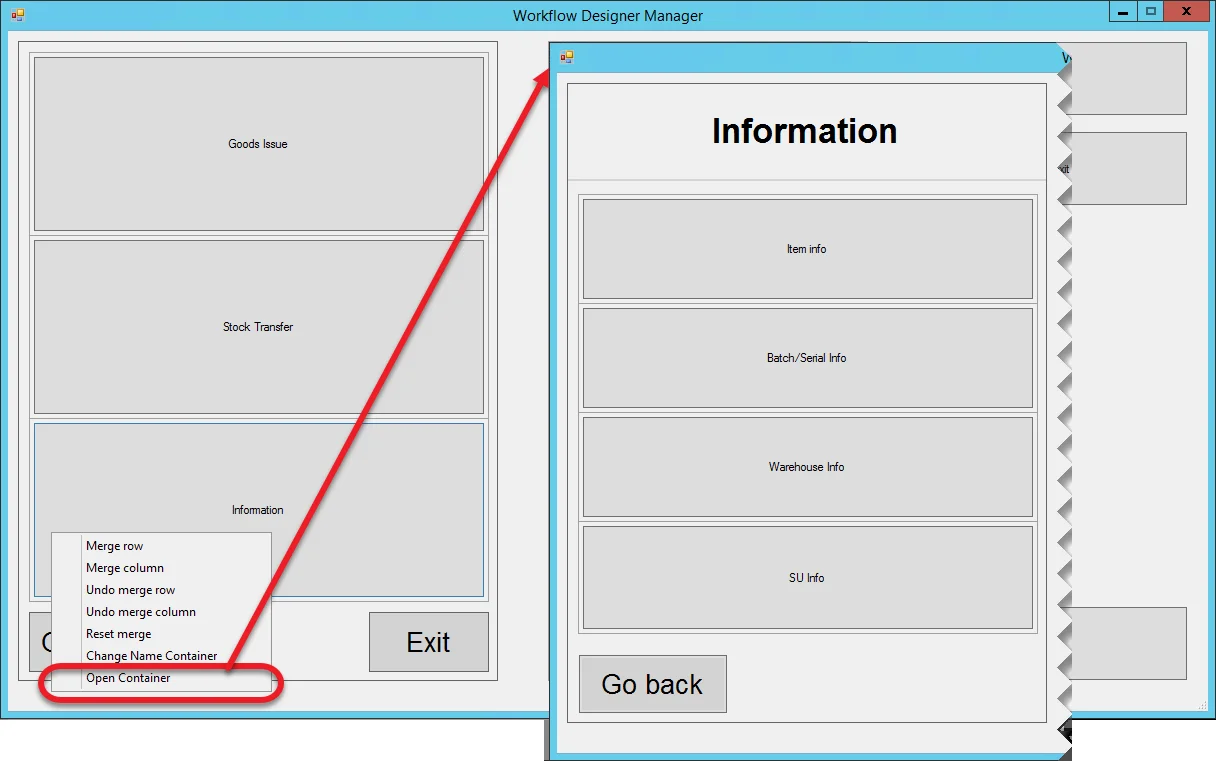 Workflow Designer Manager
Goods Issue
Stock Transfer
Information
Merge row
Merge column
Undo merge row
Undo merge column
Reset merge
Change Name Container
Open Container
Exit
Information
Item info
Batch/Serial Info
Warehouse Info
SU Info
Go back